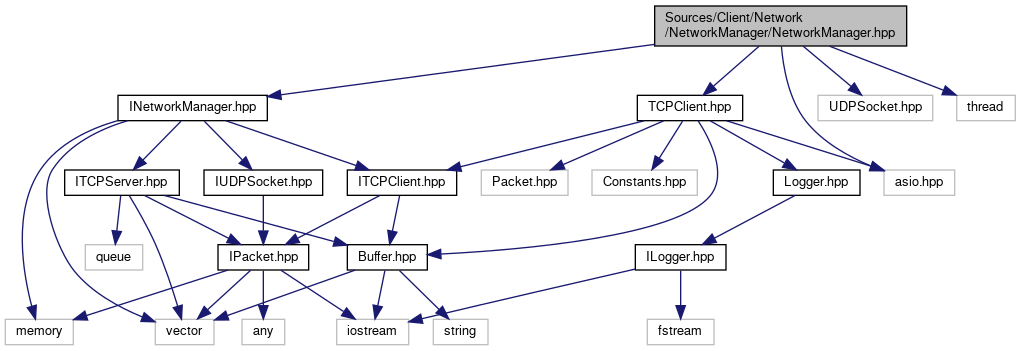 Sources/Client/Network
/NetworkManager/NetworkManager.hpp
INetworkManager.hpp
TCPClient.hpp
UDPSocket.hpp
thread
ITCPServer.hpp
IUDPSocket.hpp
ITCPClient.hpp
Packet.hpp
Constants.hpp
Logger.hpp
asio.hpp
queue
IPacket.hpp
Buffer.hpp
ILogger.hpp
memory
vector
any
iostream
string
fstream